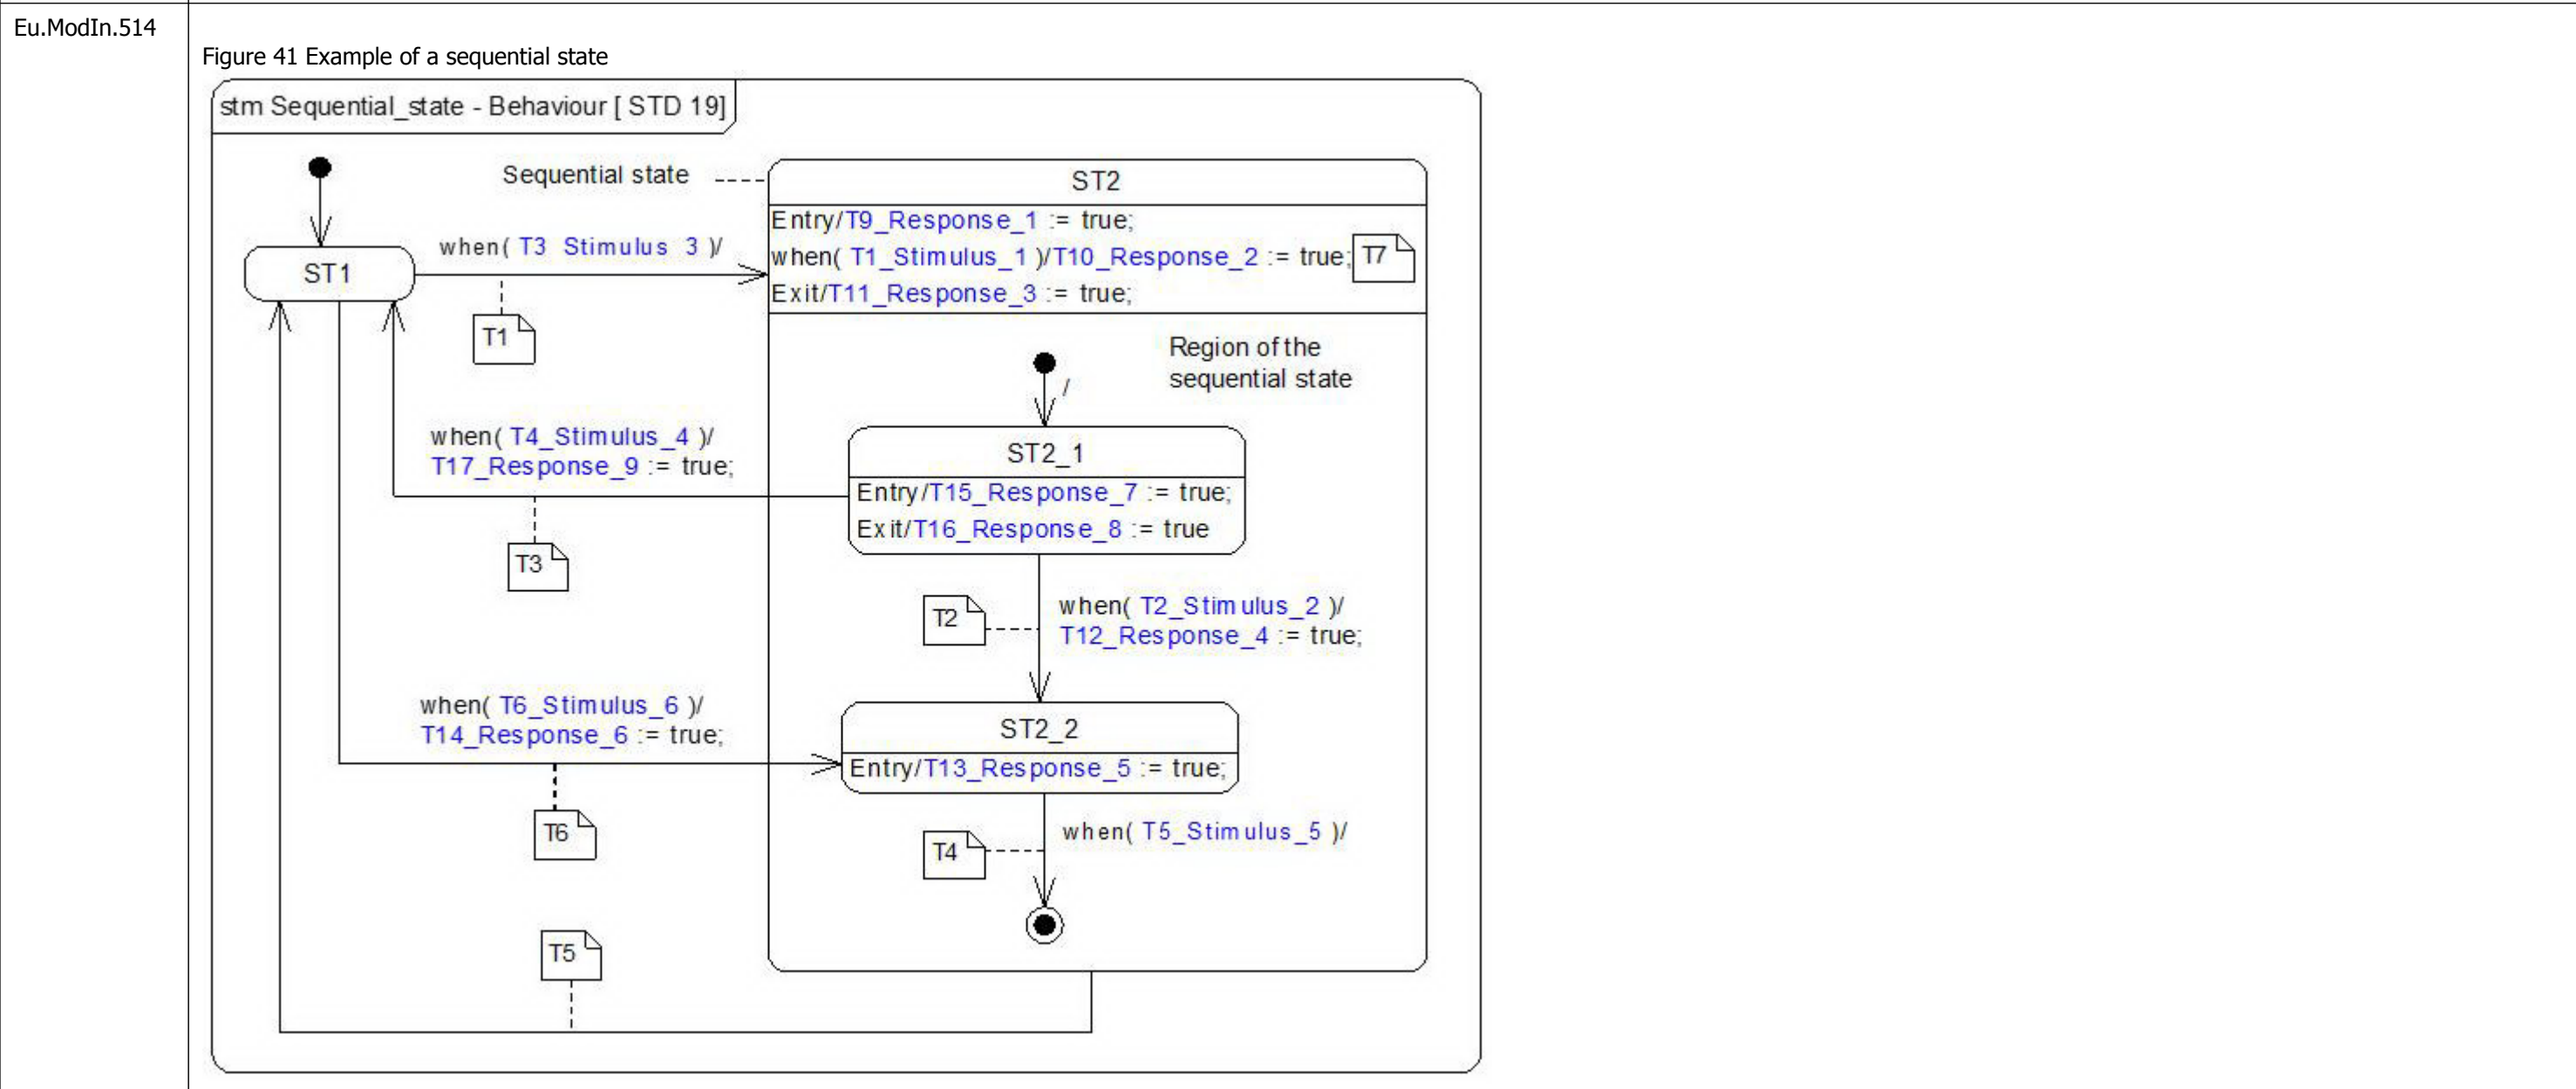 Eu.ModIn.514
Figure 41 Example of a sequential state
stm Sequential_state - Behaviour [ STD 19]
Sequential state
ST2
Entry/T9_Response_1 := true;
when( T1_Stimulus_1 )/T10_Response_2 := true;
T7
Exit/T11_Response_3 := true;
when( T3 Stimulus 3 )/
ST1
T1
Region of the
sequential state
/
when( T4_Stimulus_4 )/
T17_Response_9 := true;
ST2_1
Entry/T15_Response_7 := true;
Exit/T16_Response_8 := true
T3
T2
when( T2_Stimulus_2 )/
T12_Response_4 := true;
when( T6_Stimulus_6 )/
T14_Response_6 := true;
ST2_2
Entry/T13_Response_5 := true;
T6
T4
when( T5_Stimulus_5 )/
T5